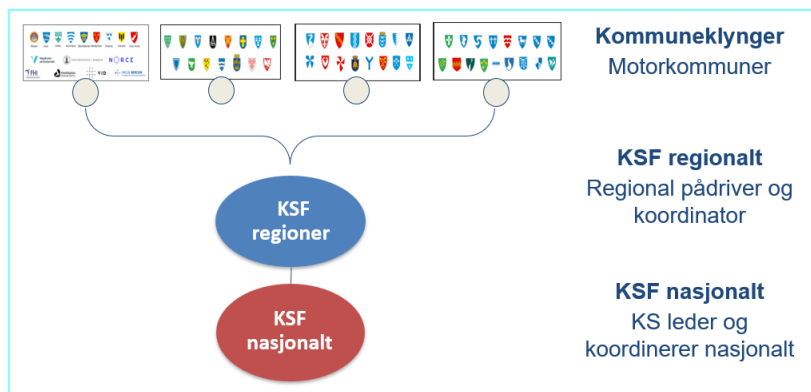 Kommuneklynger
Motorkommuner
NORCE
FHI
VID
KSF regionalt
Regional pådriver og
koordinator
KSF
regioner
KSF nasjonalt
KS leder og
koordinerer nasjonalt
KSF
nasjonalt